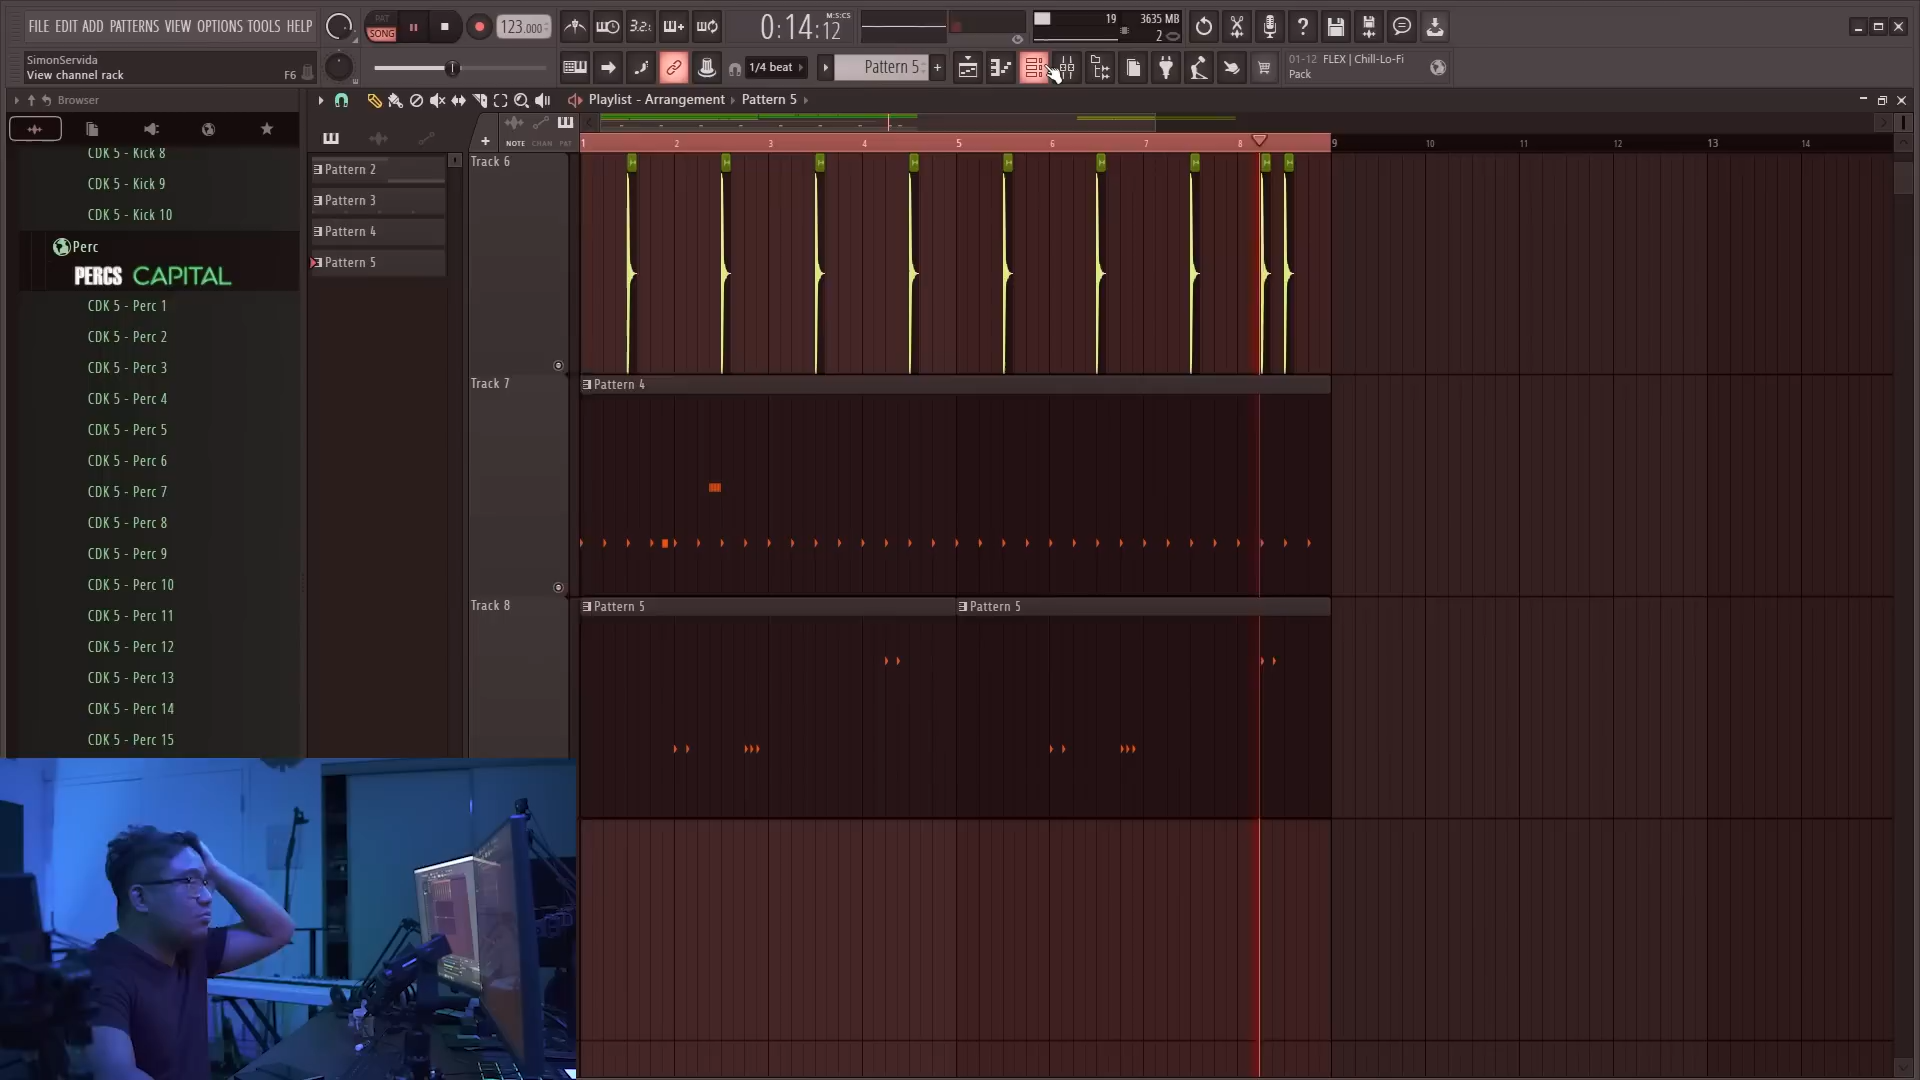 FILE EDIT ADD PATTERNS VIEW OPTIONS TOOLS HELP
PAT
SONG
123.000
3.2.
0:14:12
M:S:CS
19
3635 MB
2
SimonServida
View channel rack
F6
1/4 beat
Pattern 5
01-12 FLEX | Chill-Lo-Fi
Pack
Browser
Playlist - Arrangement › Pattern 5 ›
NOTE CHAN PAT
1 2 3 4 5 6 7 8 9 10 11 12 13 14
CDK 5 - Kick 8
CDK 5 - Kick 9
CDK 5 - Kick 10
Perc
PERCS CAPITAL
CDK 5 - Perc 1
CDK 5 - Perc 2
CDK 5 - Perc 3
CDK 5 - Perc 4
CDK 5 - Perc 5
CDK 5 - Perc 6
CDK 5 - Perc 7
CDK 5 - Perc 8
CDK 5 - Perc 9
CDK 5 - Perc 10
CDK 5 - Perc 11
CDK 5 - Perc 12
CDK 5 - Perc 13
CDK 5 - Perc 14
CDK 5 - Perc 15
Pattern 2
Pattern 3
Pattern 4
Pattern 5
Track 6
Track 7
Pattern 4
Track 8
Pattern 5
Pattern 5